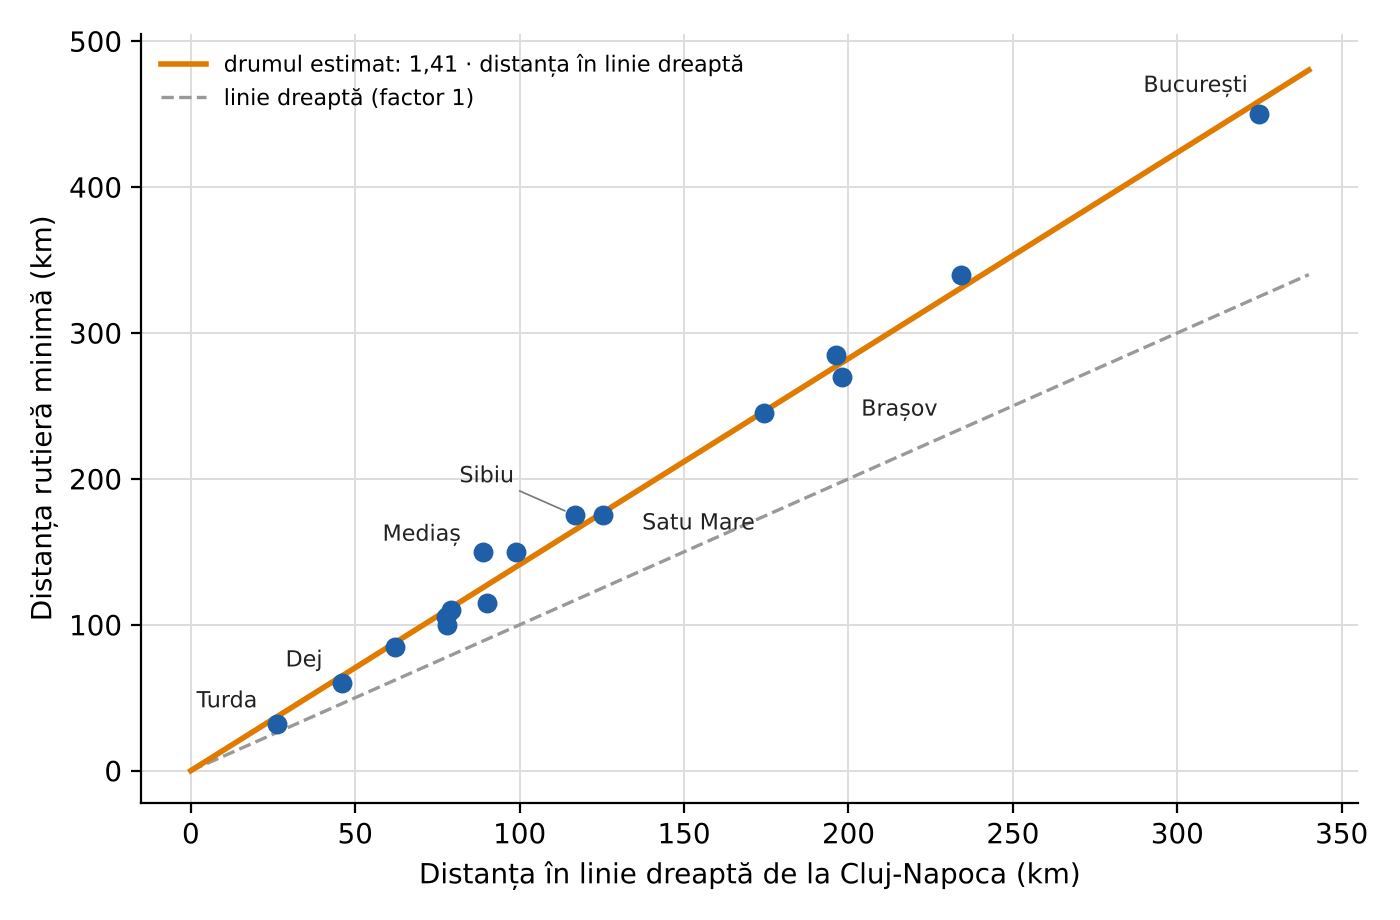 drumul estimat: 1,41 · distanța în linie dreaptă
linie dreaptă (factor 1)
București
Brașov
Sibiu
Satu Mare
Mediaș
Dej
Turda
500
400
300
200
100
0
0 50 100 150 200 250 300 350
Distanța rutieră minimă (km)
Distanța în linie dreaptă de la Cluj-Napoca (km)